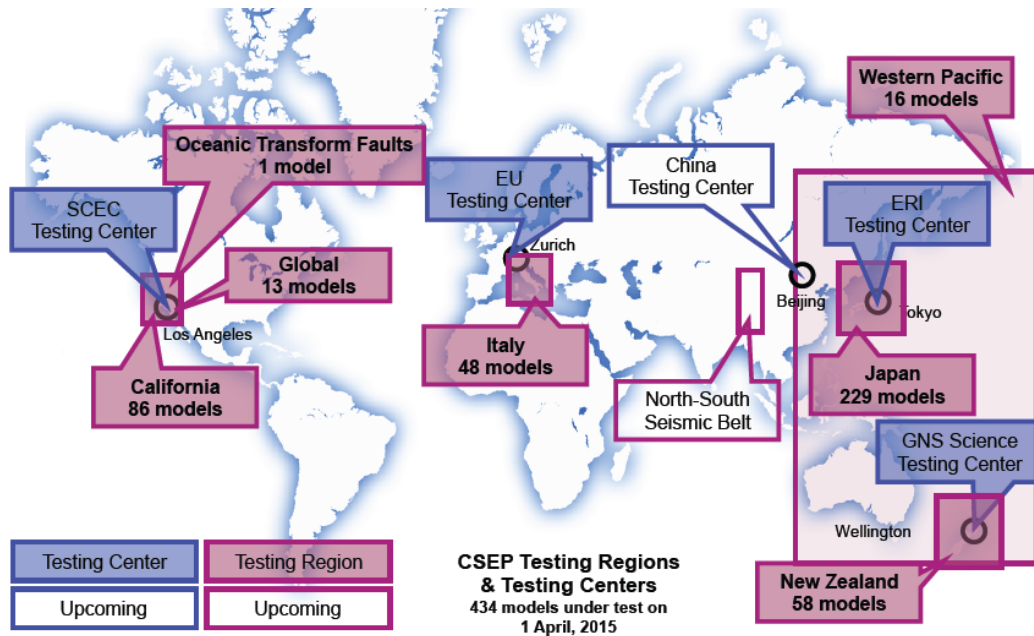 Western Pacific
16 models
Oceanic Transform Faults
1 model
EU
Testing Center
China
Testing Center
SCEC
Testing Center
ERI
Testing Center
Zurich
Global
13 models
Beijing
Tokyo
Los Angeles
Italy
48 models
California
86 models
North-South
Seismic Belt
Japan
229 models
GNS Science
Testing Center
Wellington
Testing Center
Testing Region
Upcoming
Upcoming
CSEP Testing Regions
& Testing Centers
434 models under test on
1 April, 2015
New Zealand
58 models